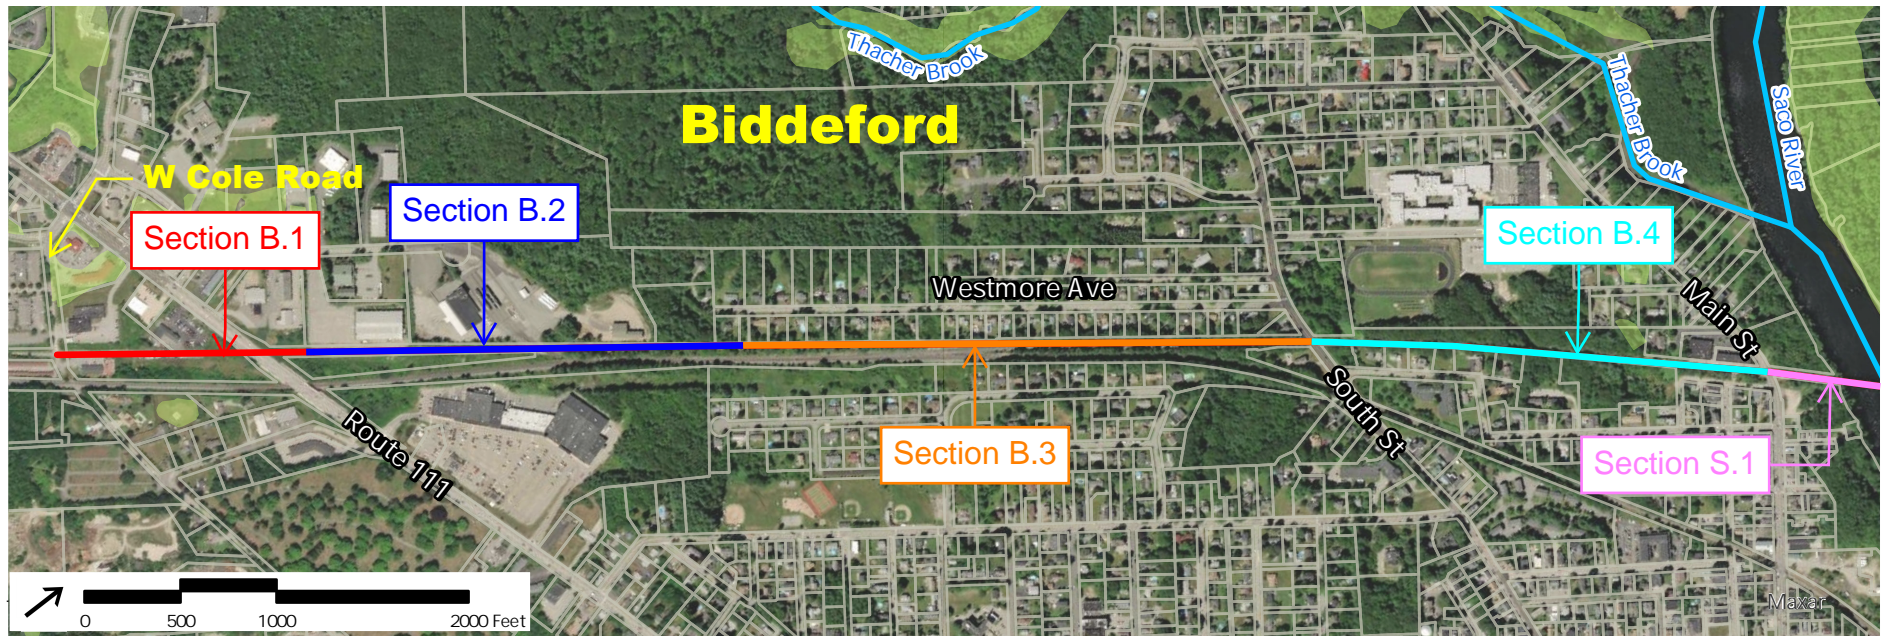 Thacher Brook
Thacher Brook
Saco River
Biddeford
W Cole Road
Section B.1
Section B.2
Section B.4
Westmore Ave
Main St
South St
Route 111
Section B.3
Section S.1
0 500 1000 2000 Feet
Maxar